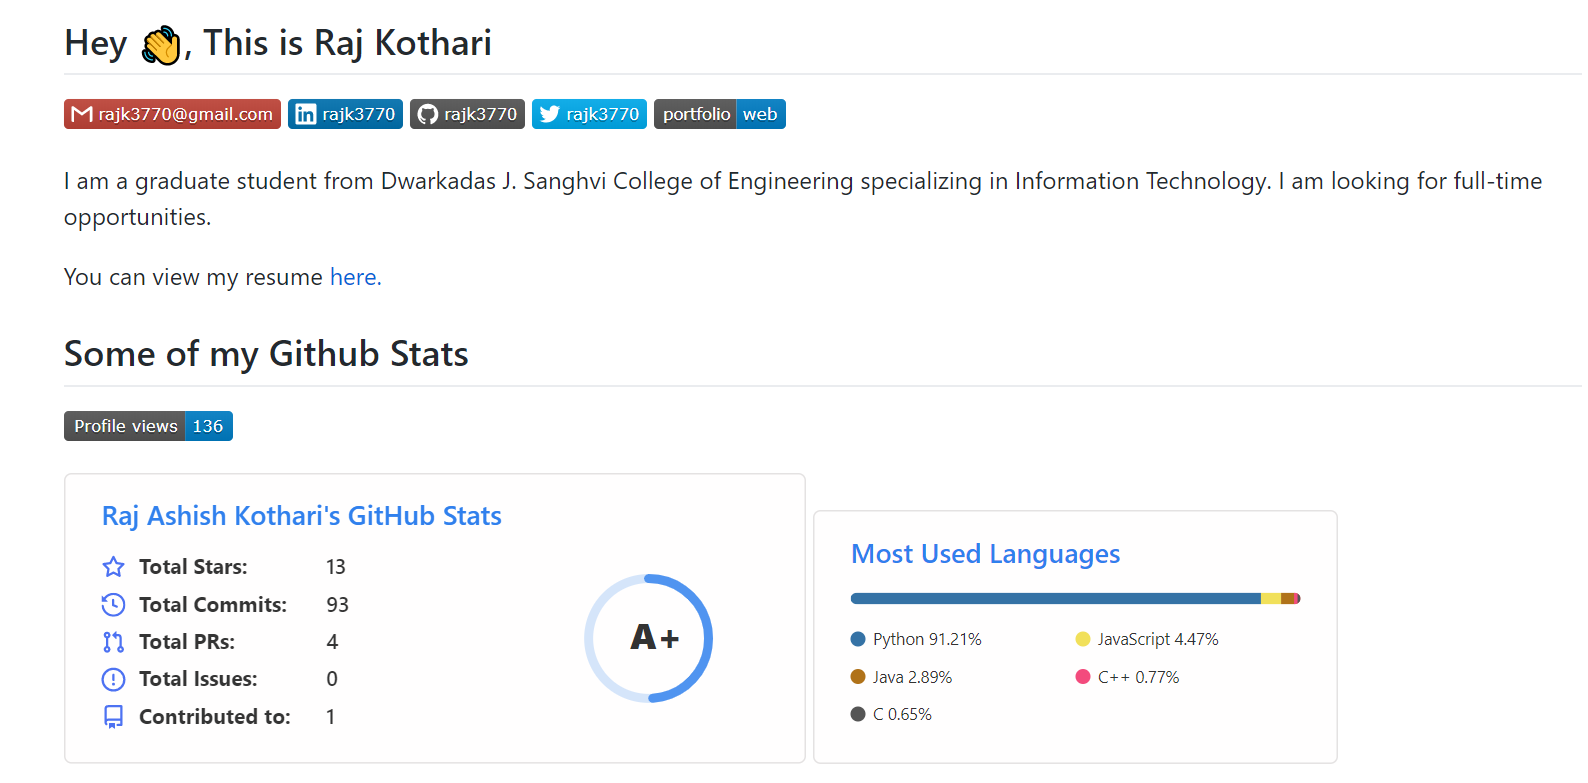 Hey 👋, This is Raj Kothari
rajk3770@gmail.com rajk3770 rajk3770 rajk3770 portfolio web
I am a graduate student from Dwarkadas J. Sanghvi College of Engineering specializing in Information Technology. I am looking for full-time
opportunities.
You can view my resume here.
Some of my Github Stats
Profile views 136
Raj Ashish Kothari's GitHub Stats
Total Stars: 13
Total Commits: 93
Total PRs: 4
Total Issues: 0
Contributed to: 1
A+
Most Used Languages
Python 91.21% JavaScript 4.47%
Java 2.89% C++ 0.77%
C 0.65%